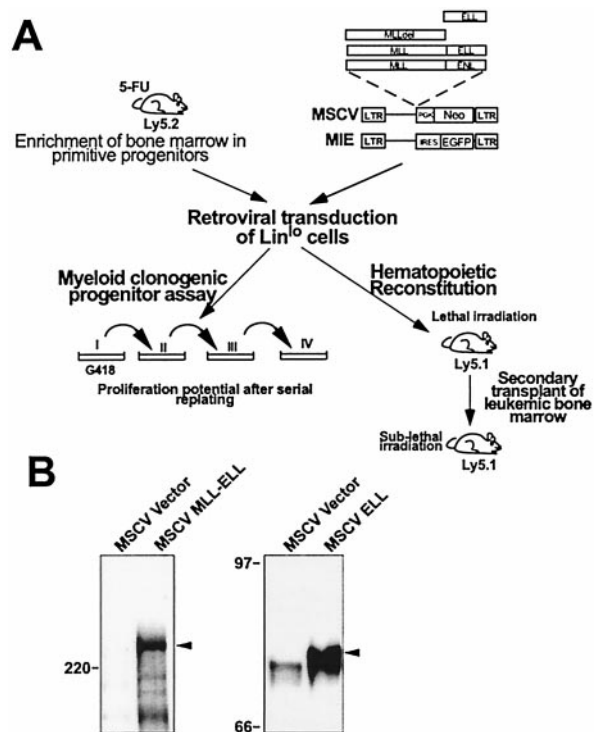 A
ELL
MLLdel
MLL ELL
MLL ENL
5-FU
Ly5.2
Enrichment of bone marrow in
primitive progenitors
MSCV LTR PGK Neo LTR
MIE LTR IRES EGFP LTR
Retroviral transduction
of Lin^lo cells
Myeloid clonogenic
progenitor assay
Hematopoietic
Reconstitution
I II III IV
G418
Proliferation potential after serial
replating
Lethal irradiation
Ly5.1
Secondary
transplant of
leukemic bone
marrow
Sub-lethal
irradiation
Ly5.1
B
MSCV Vector
MSCV MLL-ELL
220-
MSCV Vector
MSCV ELL
97-
66-